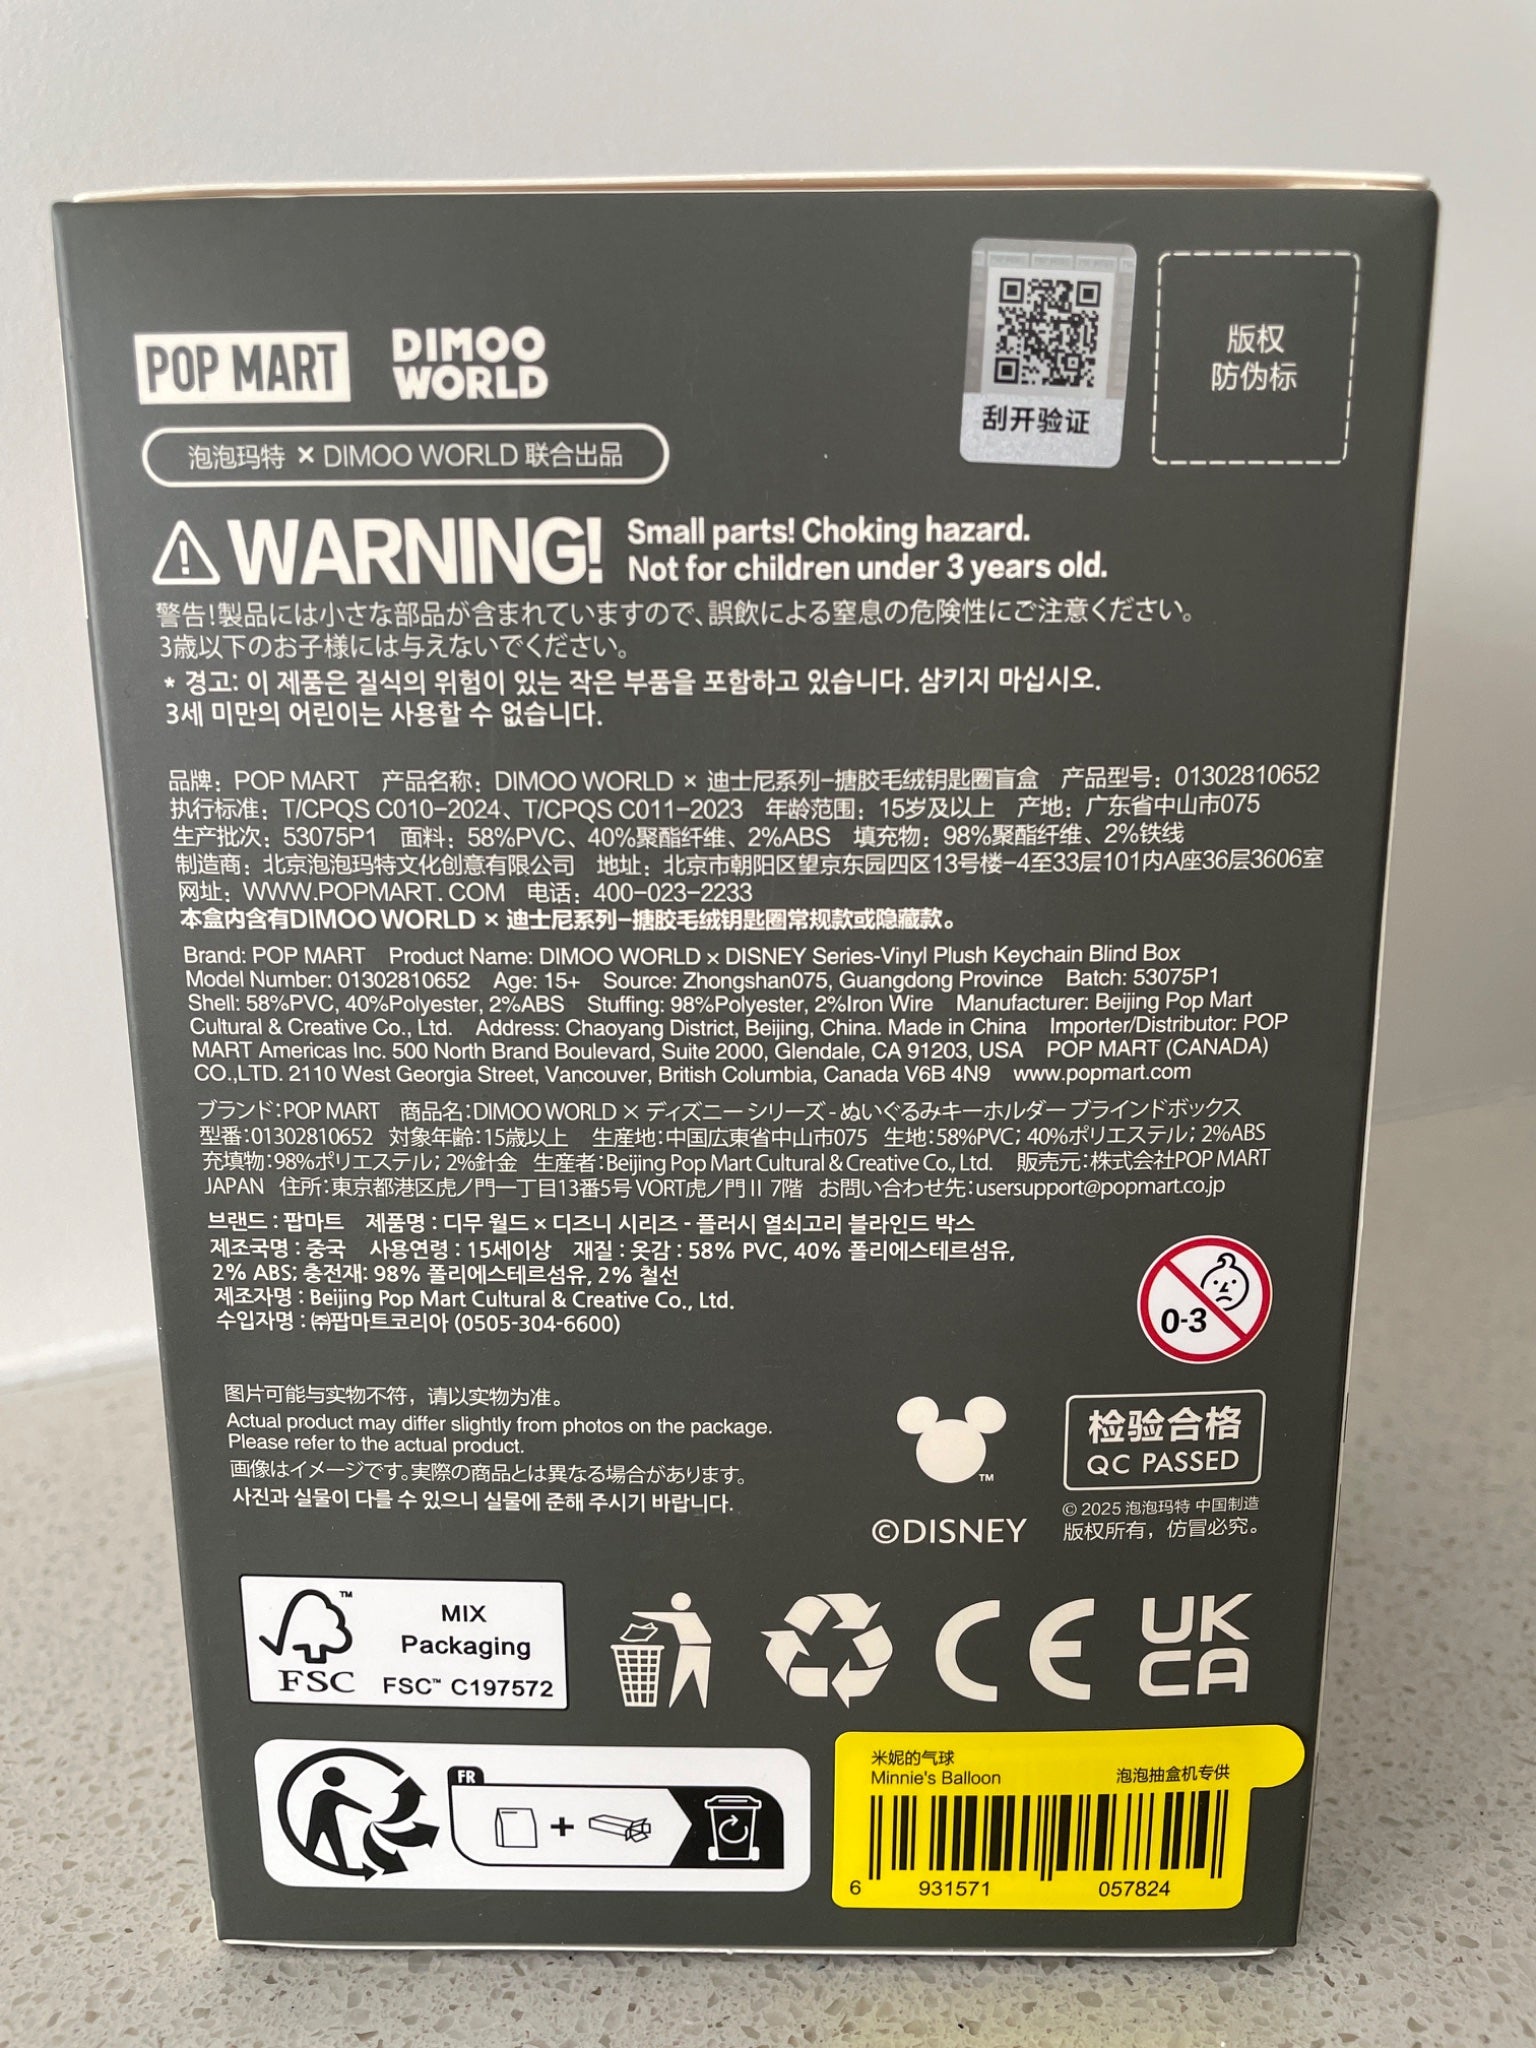 POP MART
DIMOO
WORLD
泡泡玛特 × DIMOO WORLD 联合出品
刮开验证
版权
防伪标
WARNING!
Small parts! Choking hazard.
Not for children under 3 years old.
警告!製品には小さな部品が含まれていますので、誤飲による窒息の危険性にご注意ください。
3歳以下のお子様には与えないでください。
* 경고: 이 제품은 질식의 위험이 있는 작은 부품을 포함하고 있습니다. 삼키지 마십시오.
3세 미만의 어린이는 사용할 수 없습니다.
品牌：POP MART 产品名称：DIMOO WORLD × 迪士尼系列-搪胶毛绒钥匙圈盲盒 产品型号：01302810652
执行标准：T/CPQS C010-2024、T/CPQS C011-2023 年龄范围：15岁及以上 产地：广东省中山市075
生产批次：53075P1 面料：58%PVC、40%聚酯纤维、2%ABS 填充物：98%聚酯纤维、2%铁线
制造商：北京泡泡玛特文化创意有限公司 地址：北京市朝阳区望京东园四区13号楼-4至33层101内A座36层3606室
网址：WWW.POPMART.COM 电话：400-023-2233
本盒内含有DIMOO WORLD × 迪士尼系列-搪胶毛绒钥匙圈常规款或隐藏款。
Brand: POP MART Product Name: DIMOO WORLD × DISNEY Series-Vinyl Plush Keychain Blind Box
Model Number: 01302810652 Age: 15+ Source: Zhongshan075, Guangdong Province Batch: 53075P1
Shell: 58%PVC, 40%Polyester, 2%ABS Stuffing: 98%Polyester, 2%Iron Wire Manufacturer: Beijing Pop Mart
Cultural & Creative Co., Ltd. Address: Chaoyang District, Beijing, China. Made in China Importer/Distributor: POP
MART Americas Inc. 500 North Brand Boulevard, Suite 2000, Glendale, CA 91203, USA POP MART (CANADA)
CO.,LTD. 2110 West Georgia Street, Vancouver, British Columbia, Canada V6B 4N9 www.popmart.com
ブランド：POP MART 商品名：DIMOO WORLD × ディズニー シリーズ - ぬいぐるみキーホルダー ブラインドボックス
型番：01302810652 対象年齢：15歳以上 生産地：中国広東省中山市075 生地：58%PVC；40%ポリエステル；2%ABS
充填物：98%ポリエステル；2%針金 生産者：Beijing Pop Mart Cultural & Creative Co., Ltd. 販売元：株式会社POP MART
JAPAN 住所：東京都港区虎ノ門一丁目13番5号 VORT虎ノ門Ⅱ 7階 お問い合わせ先：usersupport@popmart.co.jp
브랜드 : 팝마트 제품명 : 디무 월드 × 디즈니 시리즈 - 플러시 열쇠고리 블라인드 박스
제조국명 : 중국 사용연령 : 15세이상 재질 : 옷감 : 58% PVC, 40% 폴리에스테르섬유,
2% ABS; 충전재: 98% 폴리에스테르섬유, 2% 철선
제조자명 : Beijing Pop Mart Cultural & Creative Co., Ltd.
수입자명 : ㈜팝마트코리아 (0505-304-6600)
0-3
图片可能与实物不符，请以实物为准。
Actual product may differ slightly from photos on the package.
Please refer to the actual product.
画像はイメージです。実際の商品とは異なる場合があります。
사진과 실물이 다를 수 있으니 실물에 준해 주시기 바랍니다.
TM
©DISNEY
检验合格
QC PASSED
© 2025 泡泡玛特 中国制造
版权所有，仿冒必究。
TM
FSC
MIX
Packaging
FSC™ C197572
CE
UK
CA
FR
+
米妮的气球
Minnie's Balloon
泡泡抽盒机专供
6 931571 057824